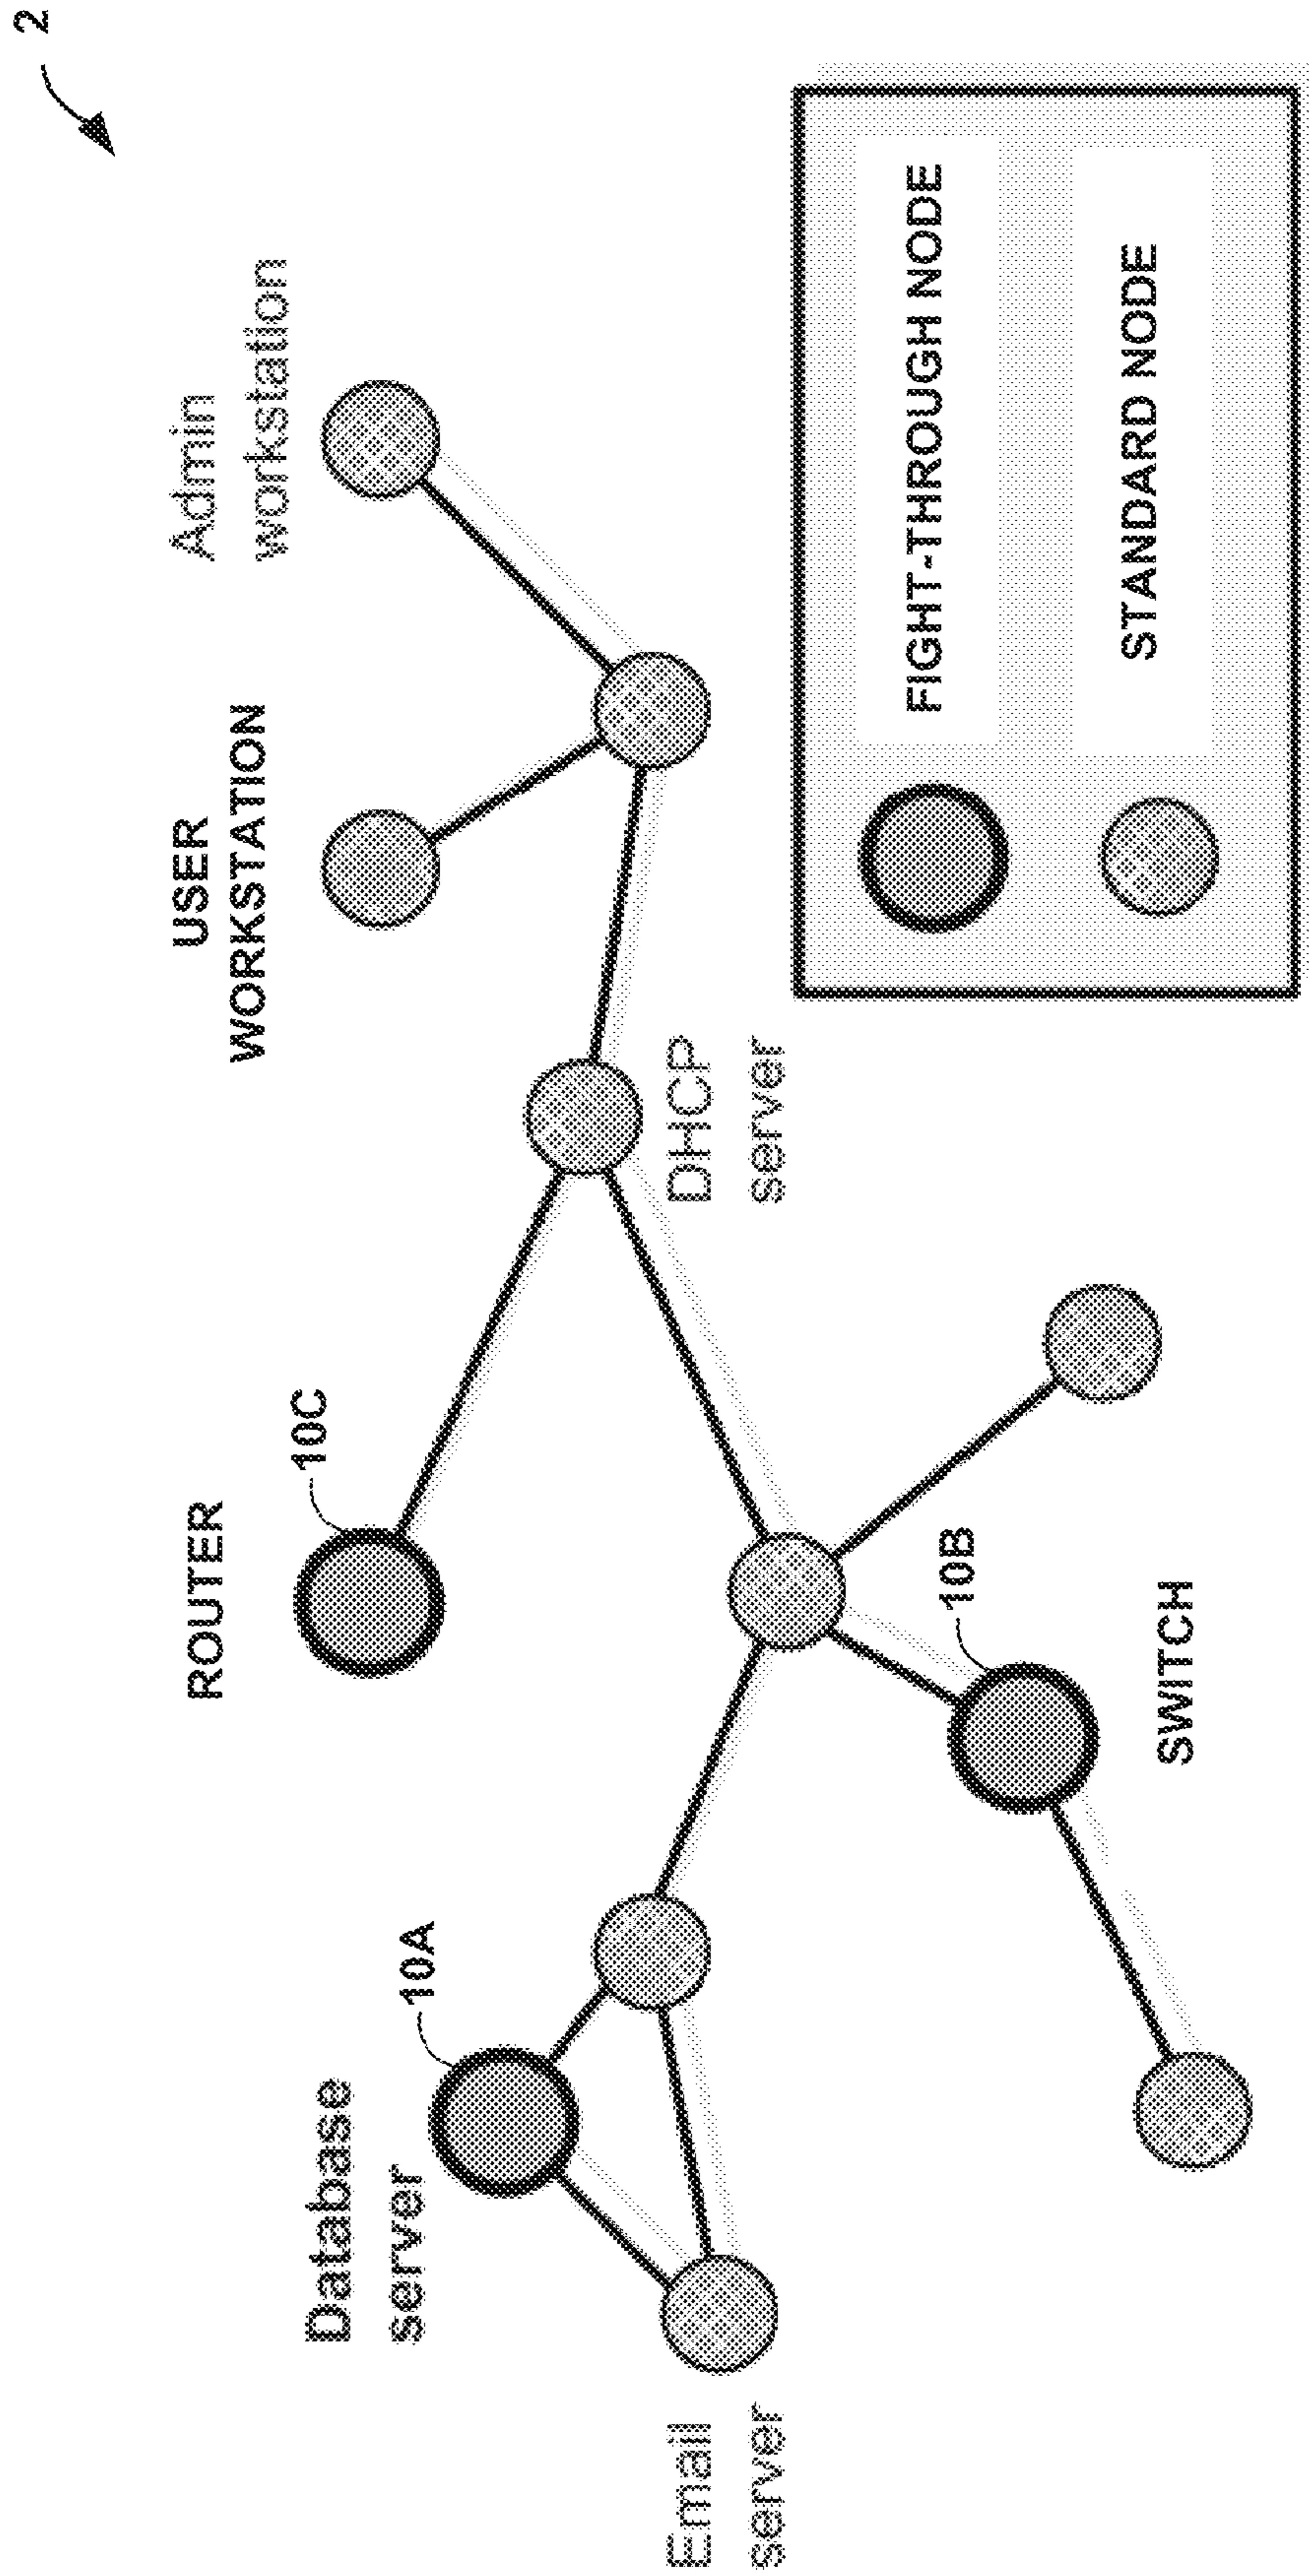 2
Admin
workstation
USER
WORKSTATION
ROUTER
10C
Database
server
10A
DHCP
server
Email
server
10B
SWITCH
FIGHT-THROUGH NODE
STANDARD NODE